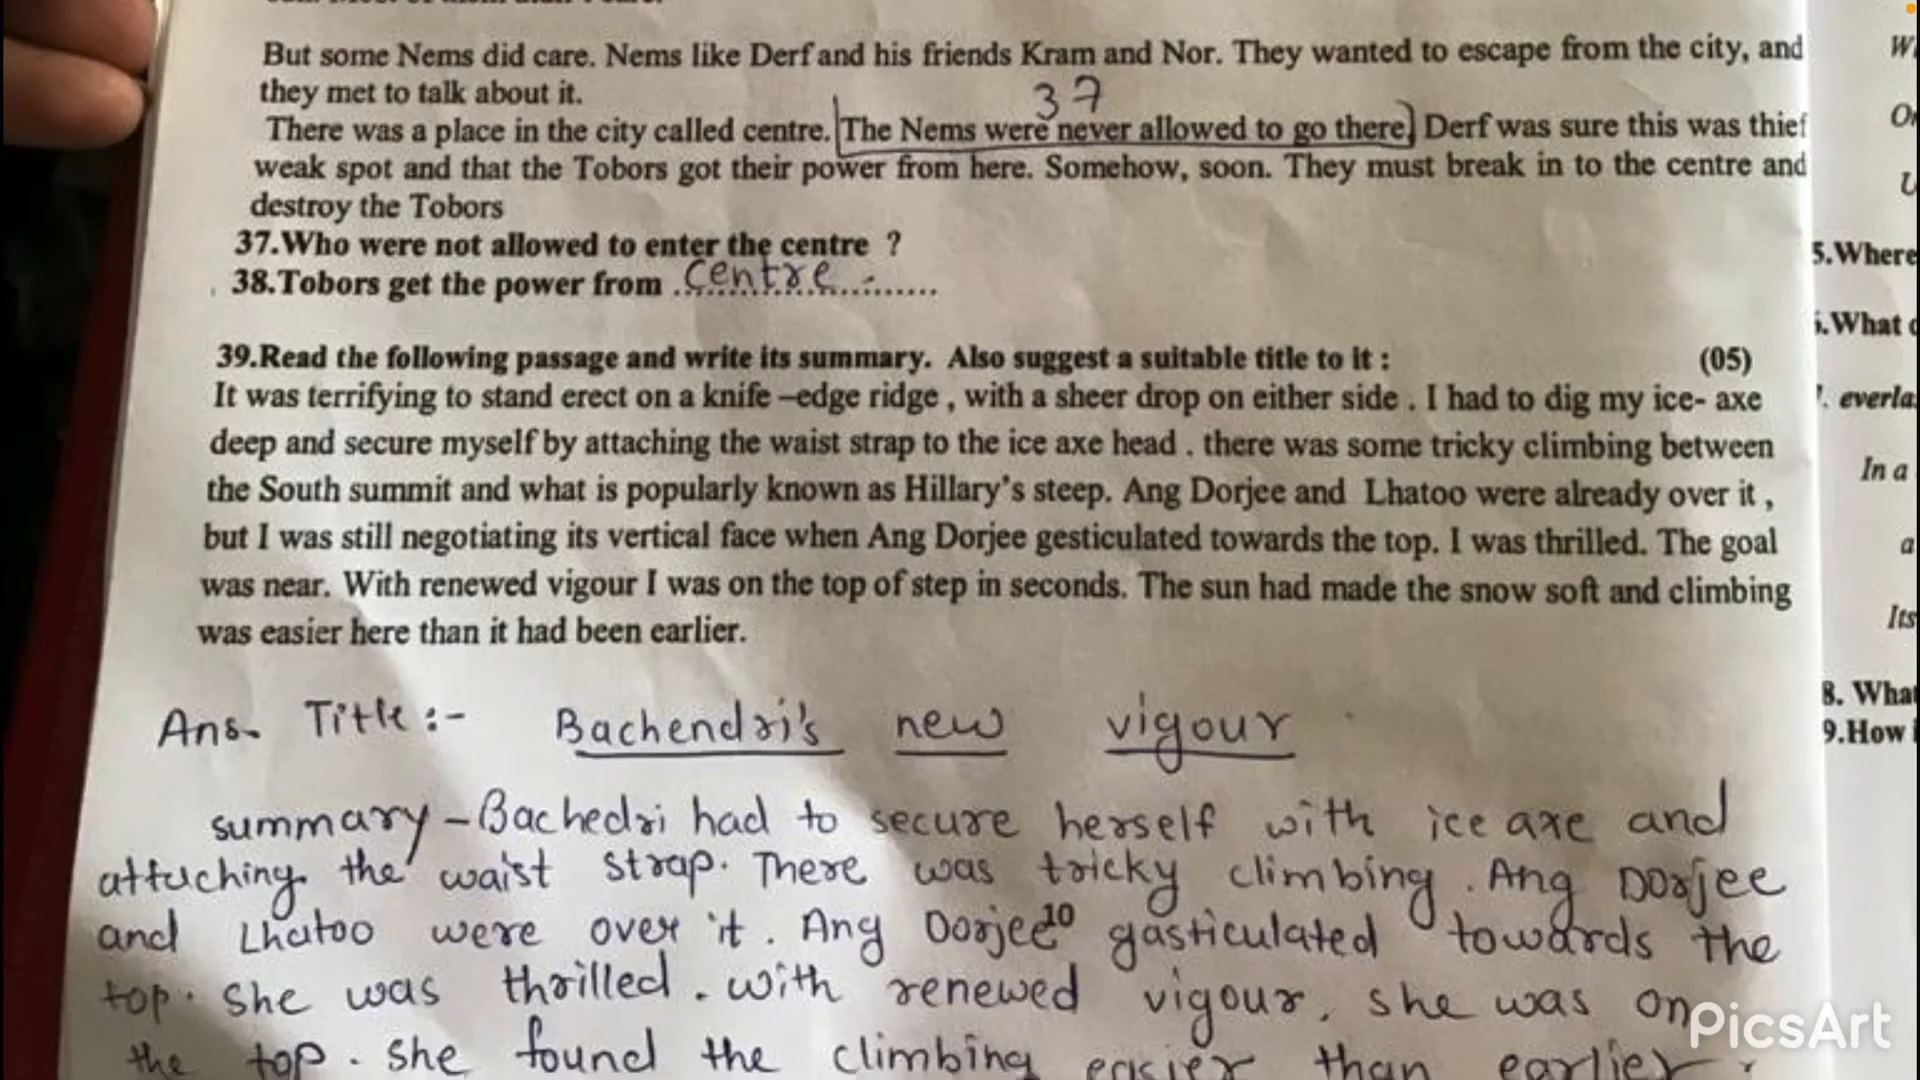 But some Nems did care. Nems like Derf and his friends Kram and Nor. They wanted to escape from the city, and
they met to talk about it.
37
There was a place in the city called centre. The Nems were never allowed to go there. Derf was sure this was thief
weak spot and that the Tobors got their power from here. Somehow, soon. They must break in to the centre and
destroy the Tobors
37.Who were not allowed to enter the centre ?
38.Tobors get the power from ..centre..........
39.Read the following passage and write its summary. Also suggest a suitable title to it : (05)
It was terrifying to stand erect on a knife –edge ridge , with a sheer drop on either side . I had to dig my ice- axe
deep and secure myself by attaching the waist strap to the ice axe head . there was some tricky climbing between
the South summit and what is popularly known as Hillary's steep. Ang Dorjee and Lhatoo were already over it ,
but I was still negotiating its vertical face when Ang Dorjee gesticulated towards the top. I was thrilled. The goal
was near. With renewed vigour I was on the top of step in seconds. The sun had made the snow soft and climbing
was easier here than it had been earlier.
Ans. Title :- Bachendri's new vigour
summary – Bachedri had to secure herself with ice axe and
attuching the waist strap. There was tricky climbing. Ang Dorjee
and Lhatoo were over it. Ang Dorjee gasticulated towards the
10
top. she was thrilled. with renewed vigour, she was on
the top. she found the climbing easier than earlier.
5.Where
.What
. everla
In a
a
Its
8. What
9.How
PicsArt